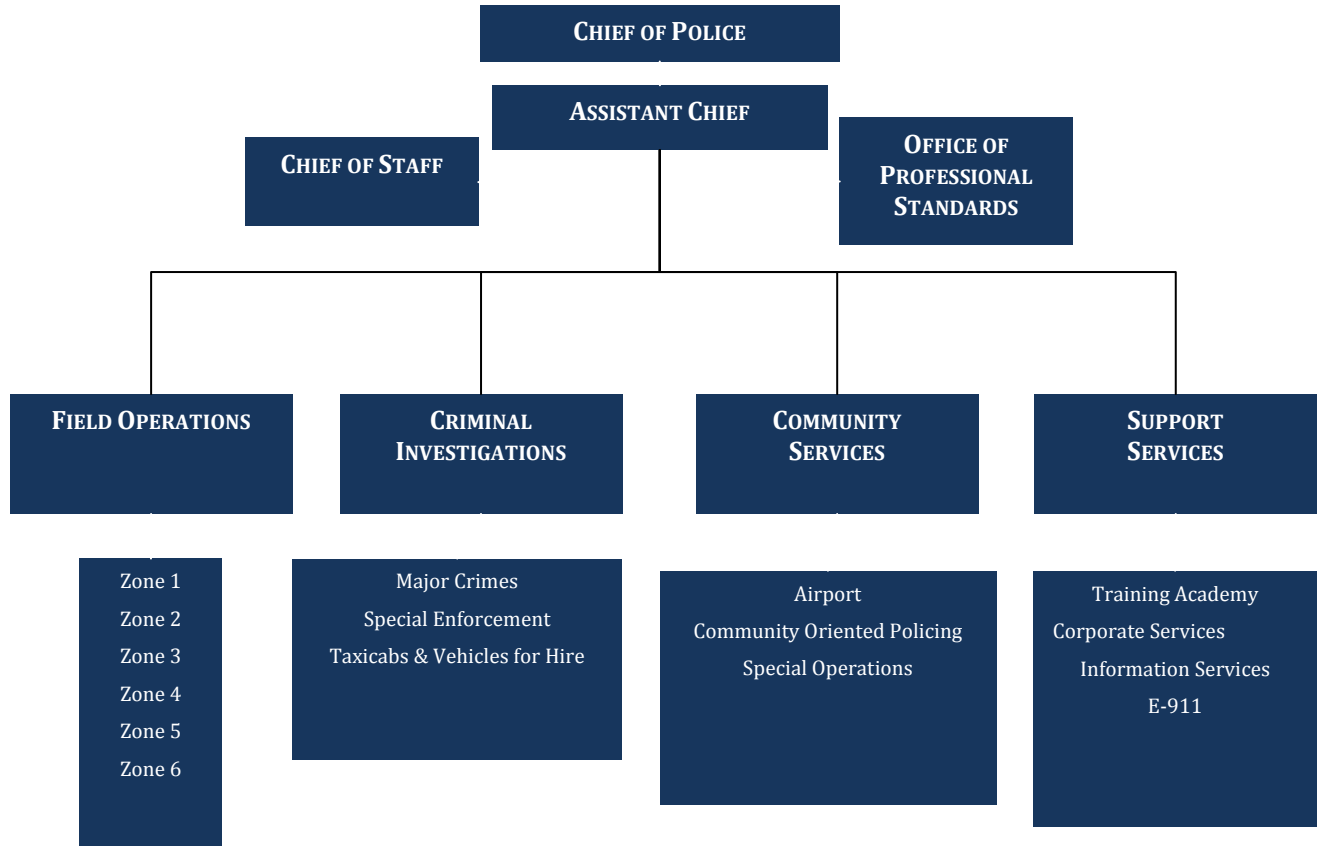 CHIEF OF POLICE
ASSISTANT CHIEF
CHIEF OF STAFF
OFFICE OF
PROFESSIONAL
STANDARDS
FIELD OPERATIONS
CRIMINAL
INVESTIGATIONS
COMMUNITY
SERVICES
SUPPORT
SERVICES
Zone 1
Zone 2
Zone 3
Zone 4
Zone 5
Zone 6
Major Crimes
Special Enforcement
Taxicabs & Vehicles for Hire
Airport
Community Oriented Policing
Special Operations
Training Academy
Corporate Services
Information Services
E-911